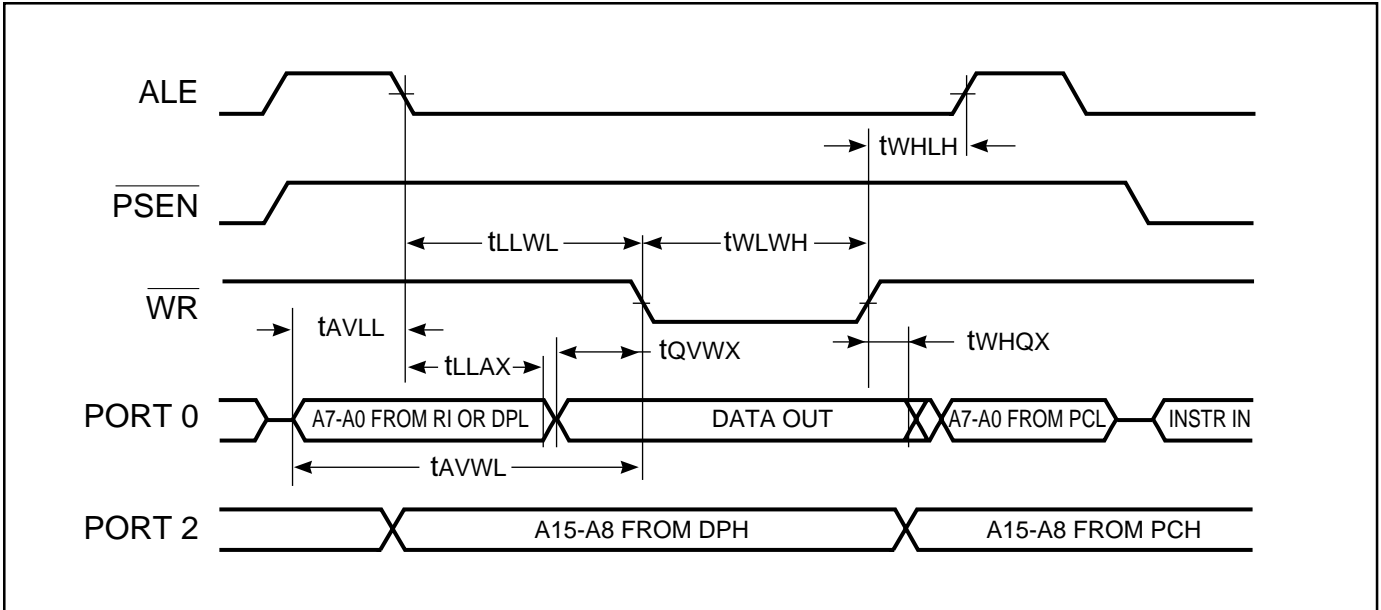 ALE
tWHLH
PSEN
tLLWL
tWLWH
WR
tAVLL
tLLAX
tQVWX
tWHQX
PORT 0
A7-A0 FROM RI OR DPL
DATA OUT
A7-A0 FROM PCL
INSTR IN
tAVWL
PORT 2
A15-A8 FROM DPH
A15-A8 FROM PCH